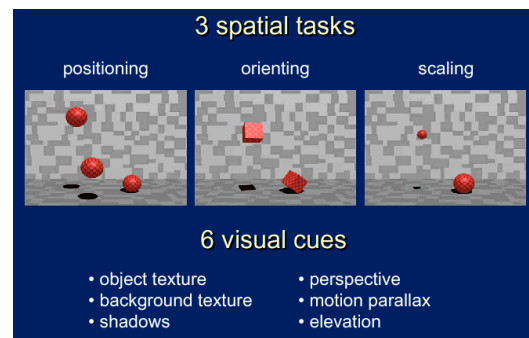 3 spatial tasks
positioning orienting scaling
6 visual cues
• object texture
• background texture
• shadows
• perspective
• motion parallax
• elevation